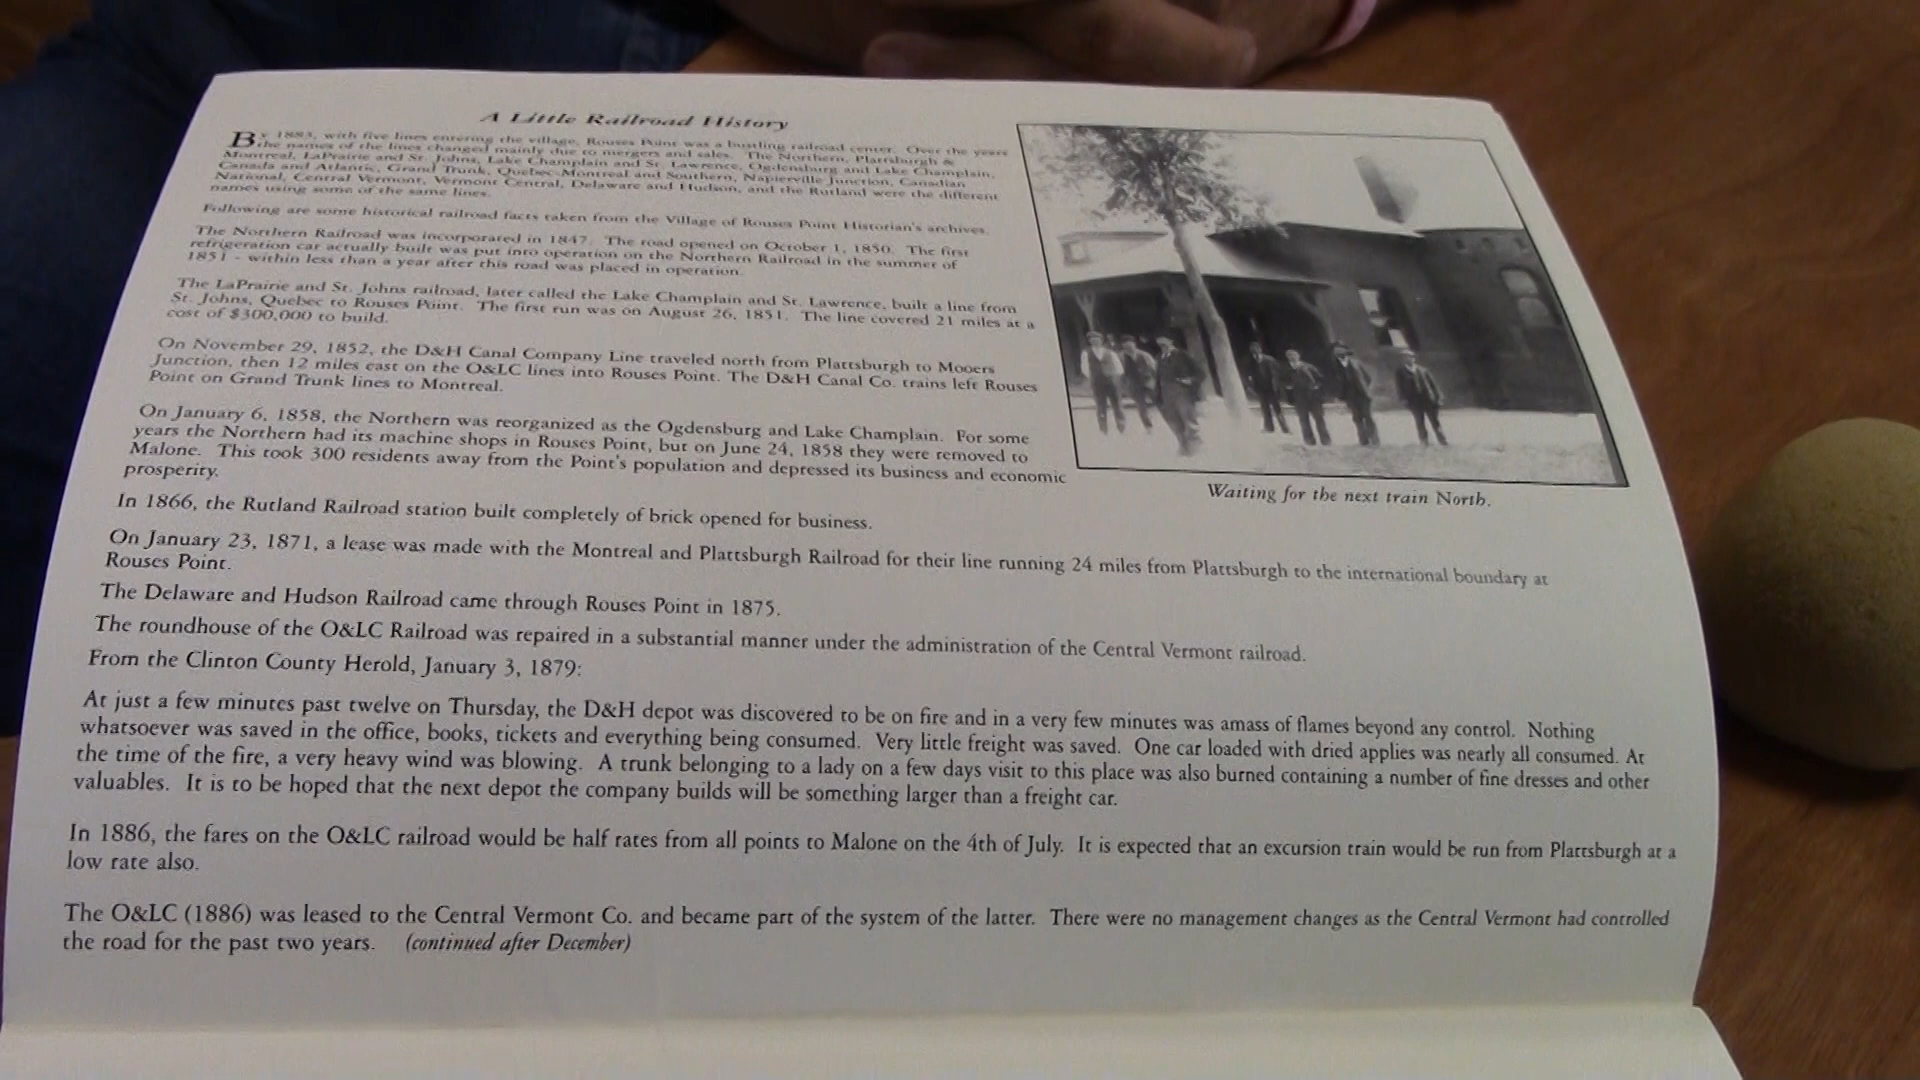 A Little Railroad History
By 1883, with five lines entering the village, Rouses Point was a bustling railroad center. Over the years
the names of the lines changed mainly due to mergers and sales. The Northern, Plattsburgh &
Montreal, LaPrairie and St. Johns, Lake Champlain and St. Lawrence, Ogdensburg and Lake Champlain,
Canada and Atlantic, Grand Trunk, Quebec-Montreal and Southern, Napierville Junction, Canadian
National, Central Vermont, Vermont Central, Delaware and Hudson, and the Rutland were the different
names using some of the same lines.
Following are some historical railroad facts taken from the Village of Rouses Point Historian's archives.
The Northern Railroad was incorporated in 1847. The road opened on October 1, 1850. The first
refrigeration car actually built was put into operation on the Northern Railroad in the summer of
1851 - within less than a year after this road was placed in operation.
The LaPrairie and St. Johns railroad, later called the Lake Champlain and St. Lawrence, built a line from
St. Johns, Quebec to Rouses Point. The first run was on August 26, 1851. The line covered 21 miles at a
cost of $300,000 to build.
On November 29, 1852, the D&H Canal Company Line traveled north from Plattsburgh to Mooers
Junction, then 12 miles east on the O&LC lines into Rouses Point. The D&H Canal Co. trains left Rouses
Point on Grand Trunk lines to Montreal.
On January 6, 1858, the Northern was reorganized as the Ogdensburg and Lake Champlain. For some
years the Northern had its machine shops in Rouses Point, but on June 24, 1858 they were removed to
Malone. This took 300 residents away from the Point's population and depressed its business and economic
prosperity.
Waiting for the next train North.
In 1866, the Rutland Railroad station built completely of brick opened for business.
On January 23, 1871, a lease was made with the Montreal and Plattsburgh Railroad for their line running 24 miles from Plattsburgh to the international boundary at
Rouses Point.
The Delaware and Hudson Railroad came through Rouses Point in 1875.
The roundhouse of the O&LC Railroad was repaired in a substantial manner under the administration of the Central Vermont railroad.
From the Clinton County Herold, January 3, 1879:
At just a few minutes past twelve on Thursday, the D&H depot was discovered to be on fire and in a very few minutes was amass of flames beyond any control. Nothing
whatsoever was saved in the office, books, tickets and everything being consumed. Very little freight was saved. One car loaded with dried applies was nearly all consumed. At
the time of the fire, a very heavy wind was blowing. A trunk belonging to a lady on a few days visit to this place was also burned containing a number of fine dresses and other
valuables. It is to be hoped that the next depot the company builds will be something larger than a freight car.
In 1886, the fares on the O&LC railroad would be half rates from all points to Malone on the 4th of July. It is expected that an excursion train would be run from Plattsburgh at a
low rate also.
The O&LC (1886) was leased to the Central Vermont Co. and became part of the system of the latter. There were no management changes as the Central Vermont had controlled
the road for the past two years. (continued after December)